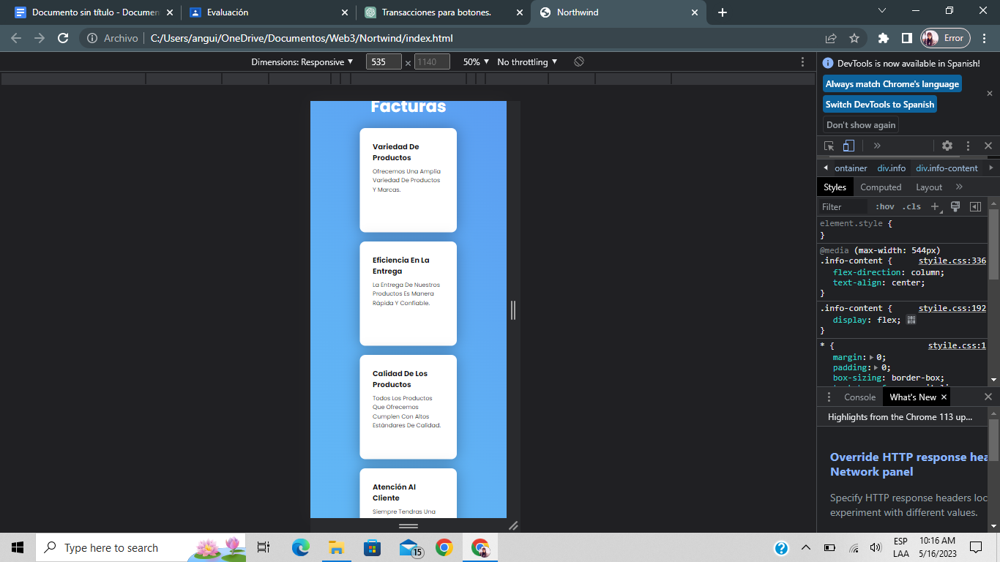 Documento sin título - Documen
Evaluación
Transacciones para botones.
Northwind
Archivo
C:/Users/angui/OneDrive/Documentos/Web3/Nortwind/index.html
Error
Dimensions: Responsive
535
×
1140
50%
No throttling
DevTools is now available in Spanish!
Always match Chrome's language
Switch DevTools to Spanish
Don't show again
Facturas
Variedad De
Productos
Ofrecemos Una Amplia
Variedad De Productos
Y Marcas.
Eficiencia En La
Entrega
La Entrega De Nuestros
Productos Es Manera
Rápida Y Confiable.
Calidad De Los
Productos
Todos Los Productos
Que Ofrecemos
Cumplen Con Altos
Estándares De Calidad.
Atención Al
Cliente
Siempre Tendras Una
ontainer
div.info
div.info-content
Styles
Computed
Layout
Filter
:hov
.cls
element.style {
}
@media (max-width: 544px)
.info-content {
styile.css:336
flex-direction: column;
text-align: center;
}
.info-content {
styile.css:192
display: flex;
}
* {
styile.css:1
margin: 0;
padding: 0;
box-sizing: border-box;
Console
What's New
Highlights from the Chrome 113 up...
Override HTTP response hea
Network panel
Specify HTTP response headers loc
experiment with different values.
Type here to search
15
ESP
LAA
10:16 AM
5/16/2023